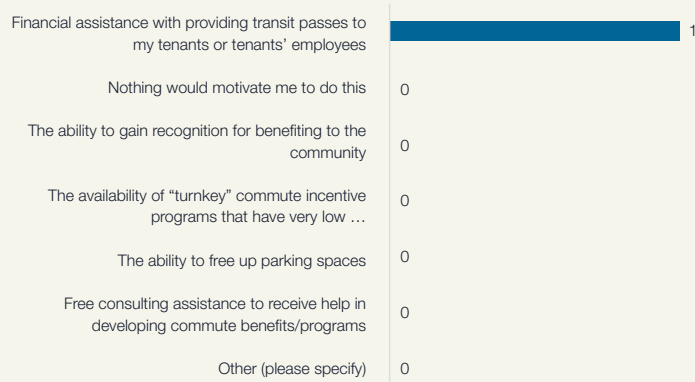 Financial assistance with providing transit passes to
my tenants or tenants’ employees
1
Nothing would motivate me to do this
0
The ability to gain recognition for benefiting to the
community
0
The availability of “turnkey” commute incentive
programs that have very low …
0
The ability to free up parking spaces
0
Free consulting assistance to receive help in
developing commute benefits/programs
0
Other (please specify)
0